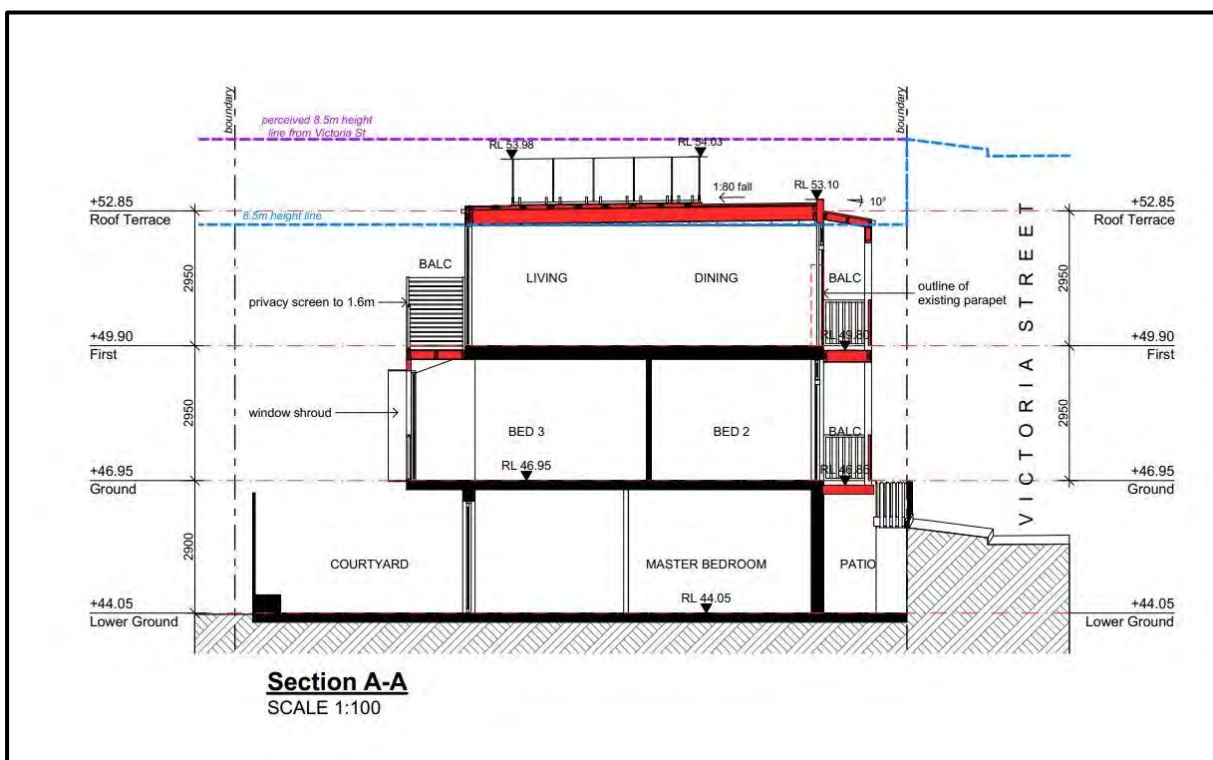 boundary
perceived 8.5m height
line from Victoria St
boundary
RL 53.98
RL 54.03
1:80 fall
RL 53.10
10°
+52.85
Roof Terrace
8.5m height line
+52.85
Roof Terrace
2950
BALC
LIVING
DINING
BALC
outline of
existing parapet
privacy screen to 1.6m
2950
RL 49.80
+49.90
First
+49.90
First
2950
window shroud
BED 3
BED 2
BALC
2950
RL 46.95
RL 46.85
+46.95
Ground
+46.95
Ground
VICTORIA STREET
2900
COURTYARD
MASTER BEDROOM
PATIO
RL 44.05
+44.05
Lower Ground
+44.05
Lower Ground
Section A-A
SCALE 1:100